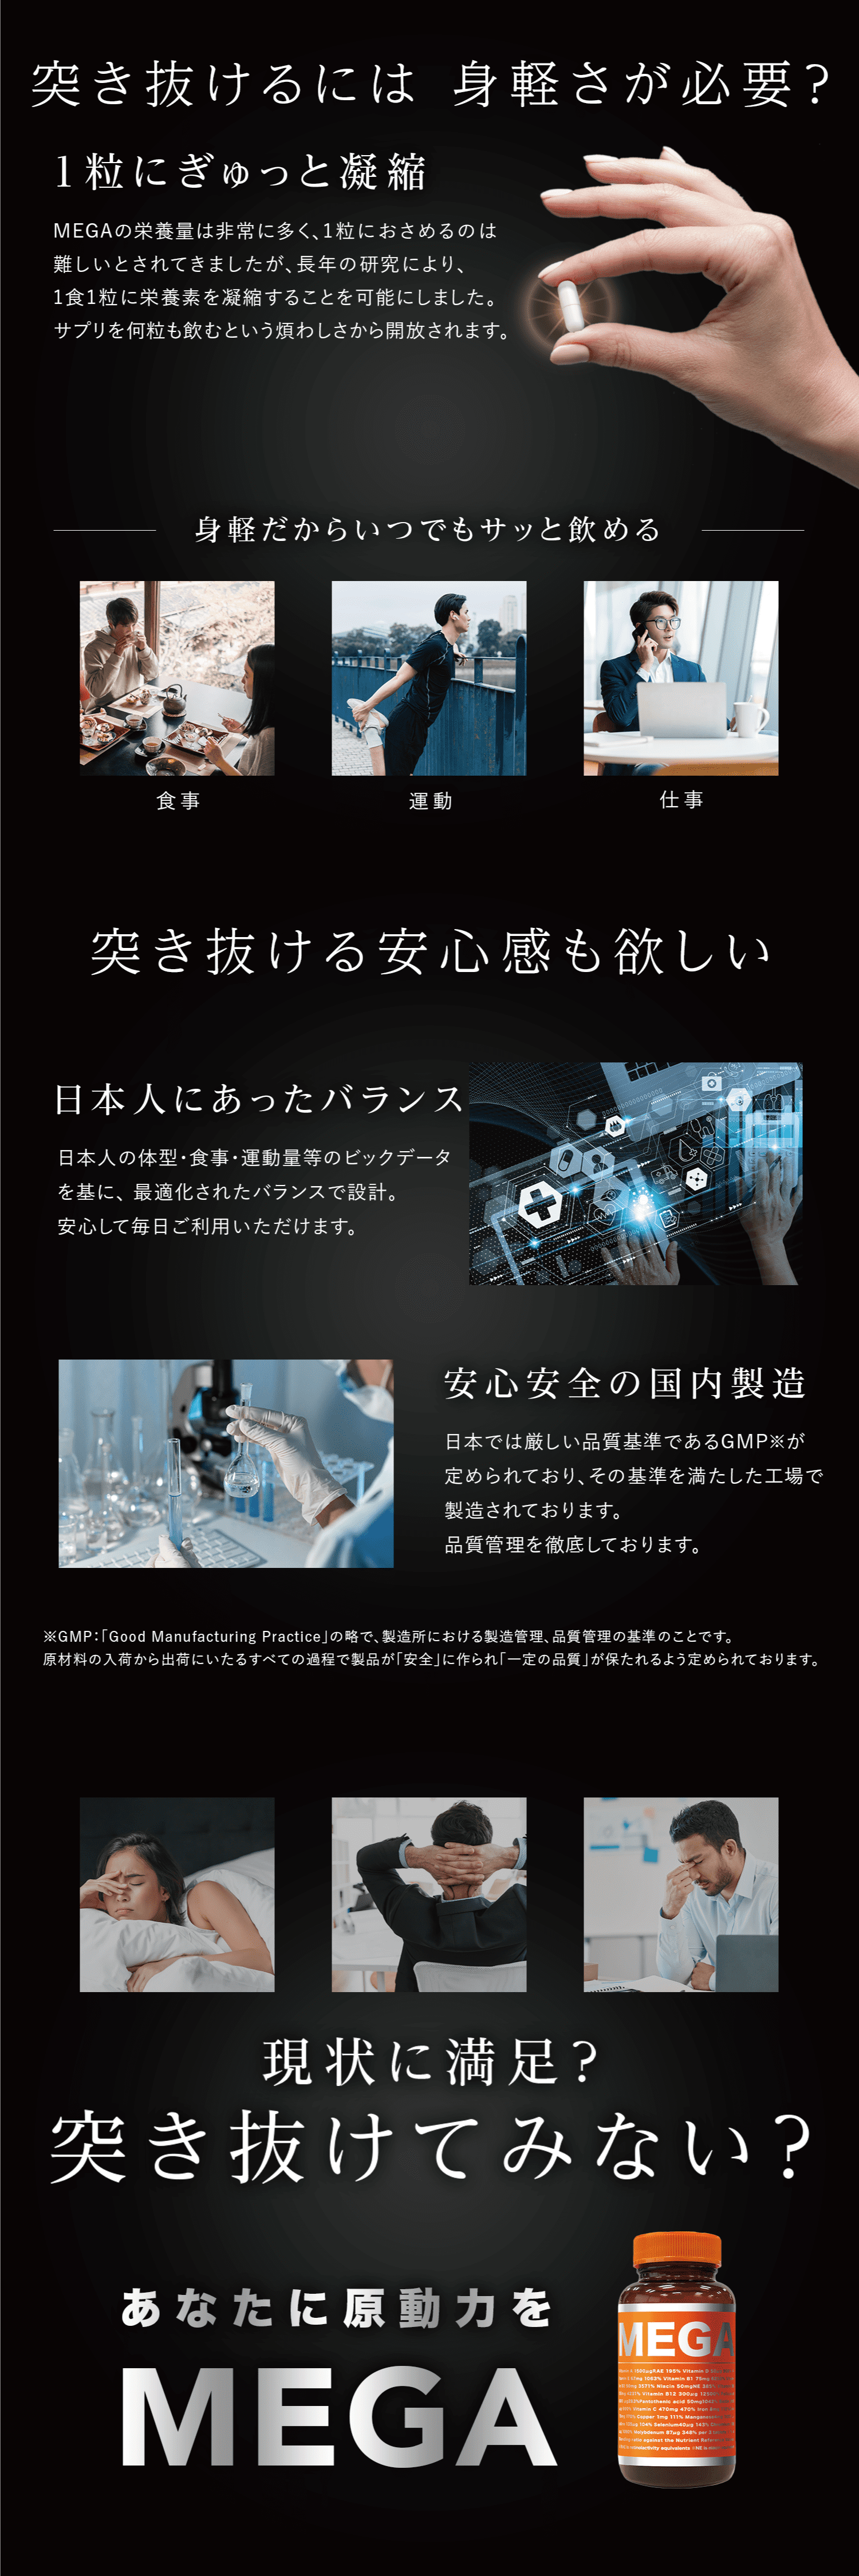 突き抜けるには 身軽さが必要？
1粒にぎゅっと凝縮
MEGAの栄養量は非常に多く、1粒におさめるのは
難しいとされてきましたが、長年の研究により、
1食1粒に栄養素を凝縮することを可能にしました。
サプリを何粒も飲むという煩わしさから開放されます。
身軽だからいつでもサッと飲める
食事
運動
仕事
突き抜ける安心感も欲しい
日本人にあったバランス
日本人の体型・食事・運動量等のビックデータ
を基に、最適化されたバランスで設計。
安心して毎日ご利用いただけます。
安心安全の国内製造
日本では厳しい品質基準であるGMP※が
定められており、その基準を満たした工場で
製造されております。
品質管理を徹底しております。
※GMP：「Good Manufacturing Practice」の略で、製造所における製造管理、品質管理の基準のことです。
原材料の入荷から出荷にいたるすべての過程で製品が「安全」に作られ「一定の品質」が保たれるよう定められております。
現状に満足？
突き抜けてみない？
あなたに原動力を
MEGA
MEGA